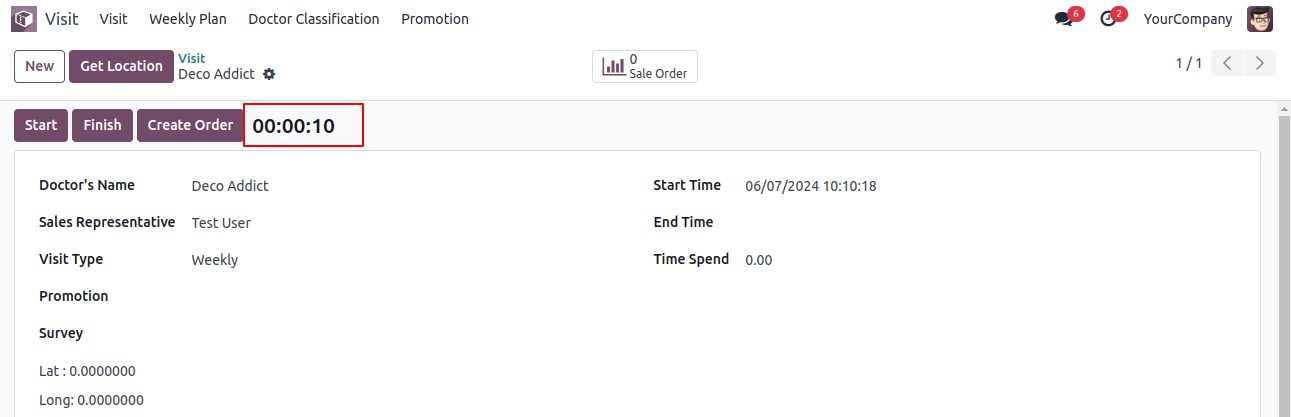 Visit Visit Weekly Plan Doctor Classification Promotion 6 2 YourCompany
New Get Location Visit
Deco Addict
0
Sale Order
1 / 1
Start Finish Create Order 00:00:10
Doctor's Name Deco Addict Start Time 06/07/2024 10:10:18
Sales Representative Test User End Time
Visit Type Weekly Time Spend 0.00
Promotion
Survey
Lat : 0.0000000
Long: 0.0000000